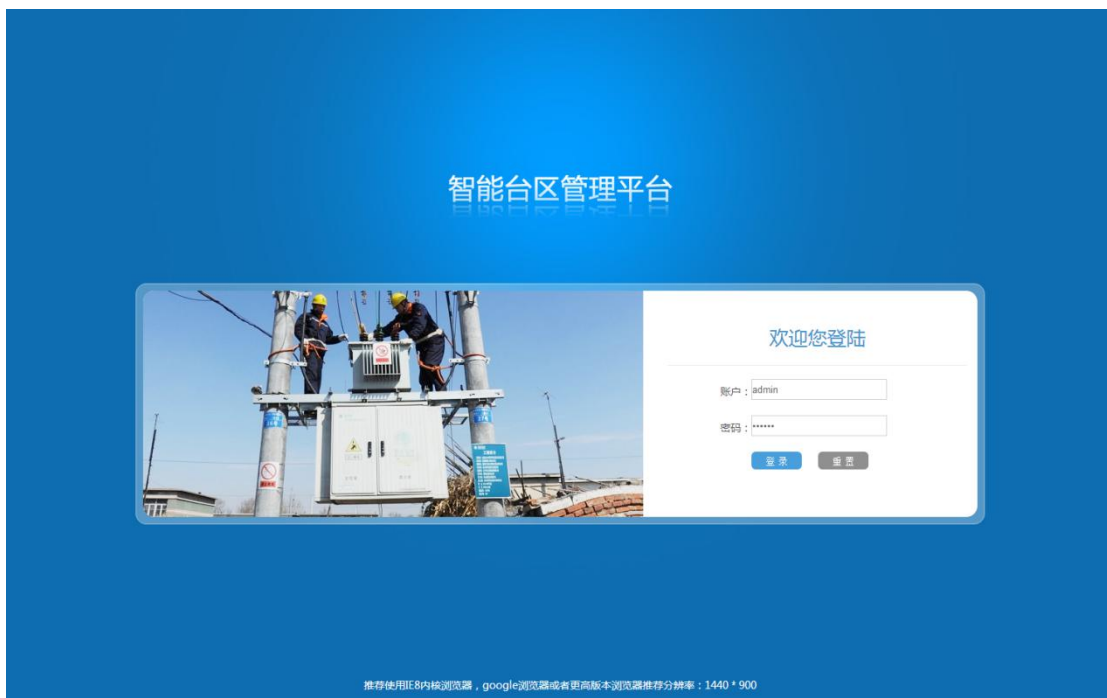 智能台区管理平台
欢迎您登陆
账户：admin
密码：••••••
登录 重置
推荐使用IE8内核浏览器，google浏览器或者更高版本浏览器推荐分辨率：1440 * 900